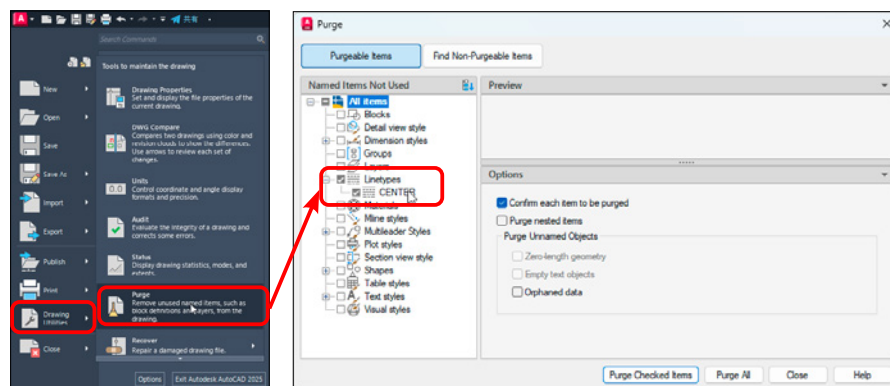 A
共有
Search Commands
Tools to maintain the drawing
New
Open
Save
Save As
Import
Export
Publish
Print
Drawing
Utilities
Close
Drawing Properties
Set and display the file properties of the
current drawing.
DWG Compare
Compares two drawings using color and
revision clouds to show the differences.
Use arrows to review each set of
changes.
Units
0.0
Control coordinate and angle display
formats and precision.
Audit
Evaluate the integrity of a drawing and
corrects some errors.
Status
Display drawing statistics, modes, and
extents.
Purge
Remove unused named items, such as
block definitions and layers, from the
drawing.
Recover
Repair a damaged drawing file.
Options
Exit Autodesk AutoCAD 2025
A Purge
Purgeable Items
Find Non-Purgeable Items
Named Items Not Used
All items
Blocks
Detail view style
Dimension styles
Groups
Layers
Linetypes
CENTER
Materials
Mline styles
Multileader Styles
Plot styles
Section view style
Shapes
Table styles
Text styles
Visual styles
Preview
Options
Confirm each item to be purged
Purge nested items
Purge Unnamed Objects
Zero-length geometry
Empty text objects
Orphaned data
Purge Checked Items
Purge All
Close
Help